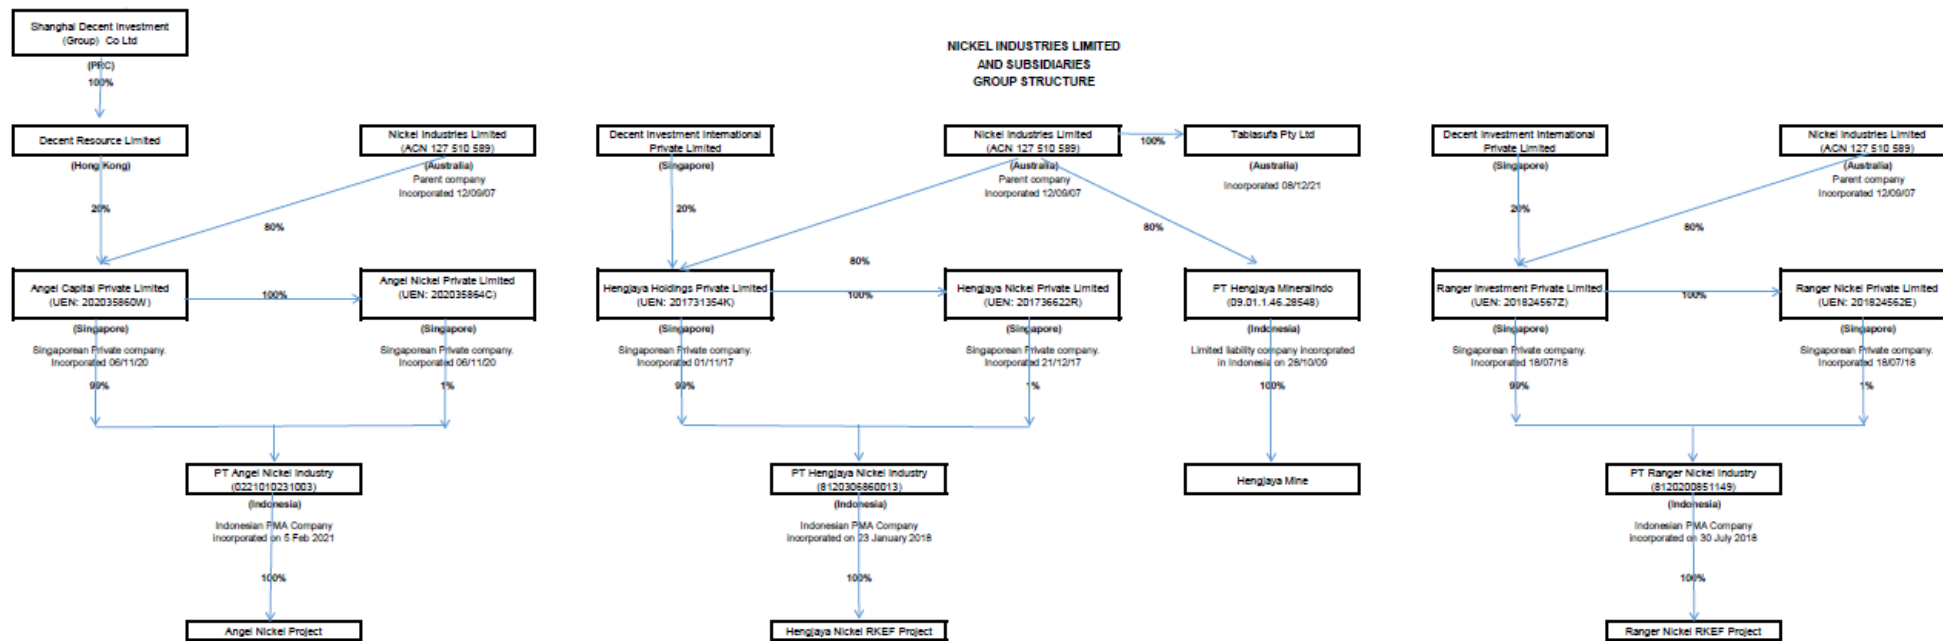 Shanghai Decent Investment
(Group) Co Ltd
(PRC)
100%
NICKEL INDUSTRIES LIMITED
AND SUBSIDIARIES
GROUP STRUCTURE
Decent Resource Limited
(Hong Kong)
20%
Nickel Industries Limited
(ACN 127 510 589)
(Australia)
Parent company
Incorporated 12/09/07
80%
Angel Capital Private Limited
(UEN: 202035860W)
(Singapore)
Singaporean Private company.
Incorporated 06/11/20
99%
100%
Angel Nickel Private Limited
(UEN: 202035864C)
(Singapore)
Singaporean Private company.
Incorporated 06/11/20
1%
PT Angel Nickel Industry
(0221010231003)
(Indonesia)
Indonesian PMA Company
incorporated on 5 Feb 2021
100%
Angel Nickel Project
Decent Investment International
Private Limited
(Singapore)
20%
Nickel Industries Limited
(ACN 127 510 589)
(Australia)
Parent company
Incorporated 12/09/07
100%
Tablasufa Pty Ltd
(Australia)
Incorporated 08/12/21
80%
80%
Hengjaya Holdings Private Limited
(UEN: 201731354K)
(Singapore)
Singaporean Private company.
Incorporated 01/11/17
99%
100%
Hengjaya Nickel Private Limited
(UEN: 201736622R)
(Singapore)
Singaporean Private company.
Incorporated 21/12/17
1%
PT Hengjaya Mineralindo
(09.01.1.46.28548)
(Indonesia)
Limited liability company incoroprated
in Indonesia on 28/10/09
100%
Hengjaya Mine
PT Hengjaya Nickel Industry
(8120306860013)
(Indonesia)
Indonesian PMA Company
incorporated on 23 January 2018
100%
Hengjaya Nickel RKEF Project
Decent Investment International
Private Limited
(Singapore)
20%
Nickel Industries Limited
(ACN 127 510 589)
(Australia)
Parent company
Incorporated 12/09/07
80%
Ranger Investment Private Limited
(UEN: 201824567Z)
(Singapore)
Singaporean Private company.
Incorporated 18/07/18
99%
100%
Ranger Nickel Private Limited
(UEN: 201824562E)
(Singapore)
Singaporean Private company.
Incorporated 18/07/18
1%
PT Ranger Nickel Industry
(8120200851149)
(Indonesia)
Indonesian PMA Company
incorporated on 30 July 2018
100%
Ranger Nickel RKEF Project